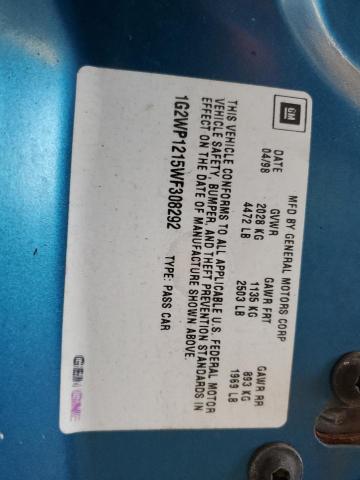 GM
MFD BY GENERAL MOTORS CORP
DATE GVWR GAWR FRT GAWR RR
04/98 2028 KG 1135 KG 893 KG
4472 LB 2503 LB 1969 LB
THIS VEHICLE CONFORMS TO ALL APPLICABLE U.S. FEDERAL MOTOR
VEHICLE SAFETY, BUMPER, AND THEFT PREVENTION STANDARDS IN
EFFECT ON THE DATE OF MANUFACTURE SHOWN ABOVE.
1G2WP1215WF308292 TYPE: PASS CAR